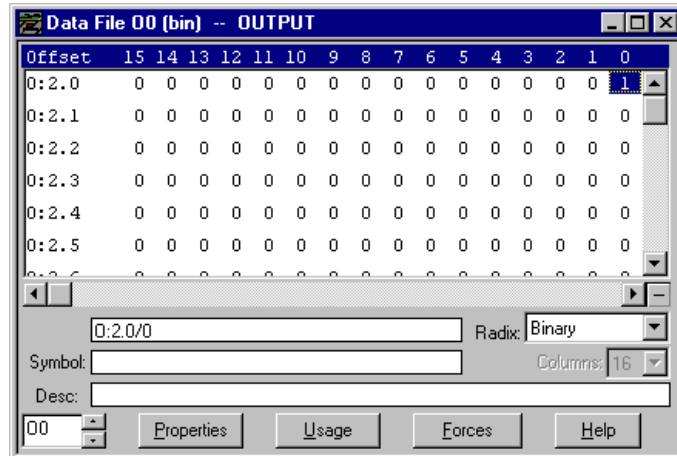 Data File O0 (bin) -- OUTPUT
Offset 15 14 13 12 11 10 9 8 7 6 5 4 3 2 1 0
O:2.0 0 0 0 0 0 0 0 0 0 0 0 0 0 0 0 1
O:2.1 0 0 0 0 0 0 0 0 0 0 0 0 0 0 0 0
O:2.2 0 0 0 0 0 0 0 0 0 0 0 0 0 0 0 0
O:2.3 0 0 0 0 0 0 0 0 0 0 0 0 0 0 0 0
O:2.4 0 0 0 0 0 0 0 0 0 0 0 0 0 0 0 0
O:2.5 0 0 0 0 0 0 0 0 0 0 0 0 0 0 0 0
O:2.0/0 Radix: Binary
Symbol: Columns: 16
Desc:
O0 Properties Usage Forces Help